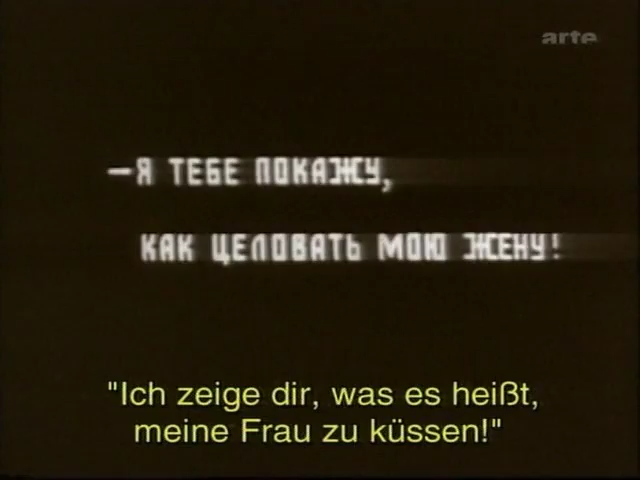 arte
—Я ТЕБЕ ПОКАЖУ,
КАК ЦЕЛОВАТЬ МОЮ ЖЕНУ!
"Ich zeige dir, was es heißt,
meine Frau zu küssen!"